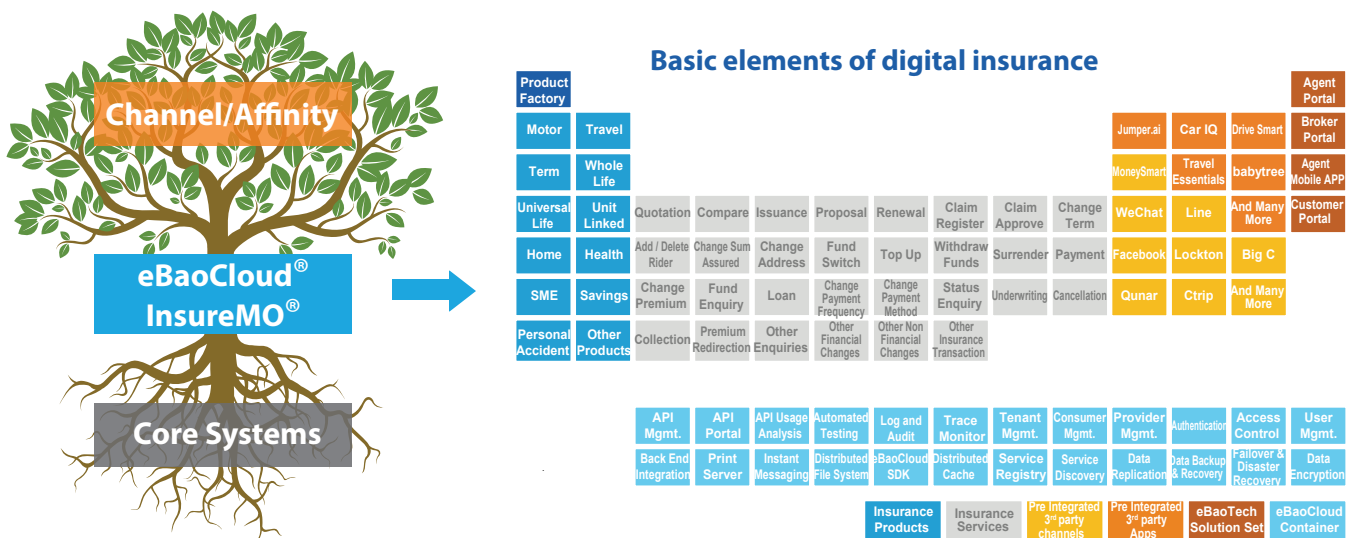 Channel/Affinity
eBaoCloud®
InsureMO®
Core Systems
Basic elements of digital insurance
Product
Factory
Agent
Portal
Motor
Travel
Jumper.ai
Car IQ
Drive Smart
Broker
Portal
Term
Whole
Life
MoneySmart
Travel
Essentials
babytree
Agent
Mobile APP
Universal
Life
Unit
Linked
Quotation
Compare
Issuance
Proposal
Renewal
Claim
Register
Claim
Approve
Change
Term
WeChat
Line
And Many
More
Customer
Portal
Home
Health
Add / Delete
Rider
Change Sum
Assured
Change
Address
Fund
Switch
Top Up
Withdraw
Funds
Surrender
Payment
Facebook
Lockton
Big C
SME
Savings
Change
Premium
Fund
Enquiry
Loan
Change
Payment
Frequency
Change
Payment
Method
Status
Enquiry
Underwriting
Cancellation
Qunar
Ctrip
And Many
More
Personal
Accident
Other
Products
Collection
Premium
Redirection
Other
Enquiries
Other
Financial
Changes
Other Non
Financial
Changes
Other
Insurance
Transaction
API
Mgmt.
API
Portal
API Usage
Analysis
Automated
Testing
Log and
Audit
Trace
Monitor
Tenant
Mgmt.
Consumer
Mgmt.
Provider
Mgmt.
Authentication
Access
Control
User
Mgmt.
Back End
Integration
Print
Server
Instant
Messaging
Distributed
File System
eBaoCloud
SDK
Distributed
Cache
Service
Registry
Service
Discovery
Data
Replication
Data Backup
& Recovery
Failover &
Disaster
Recovery
Data
Encryption
Insurance
Products
Insurance
Services
Pre Integrated
3rd party
channels
Pre Integrated
3rd party
Apps
eBaoTech
Solution Set
eBaoCloud
Container